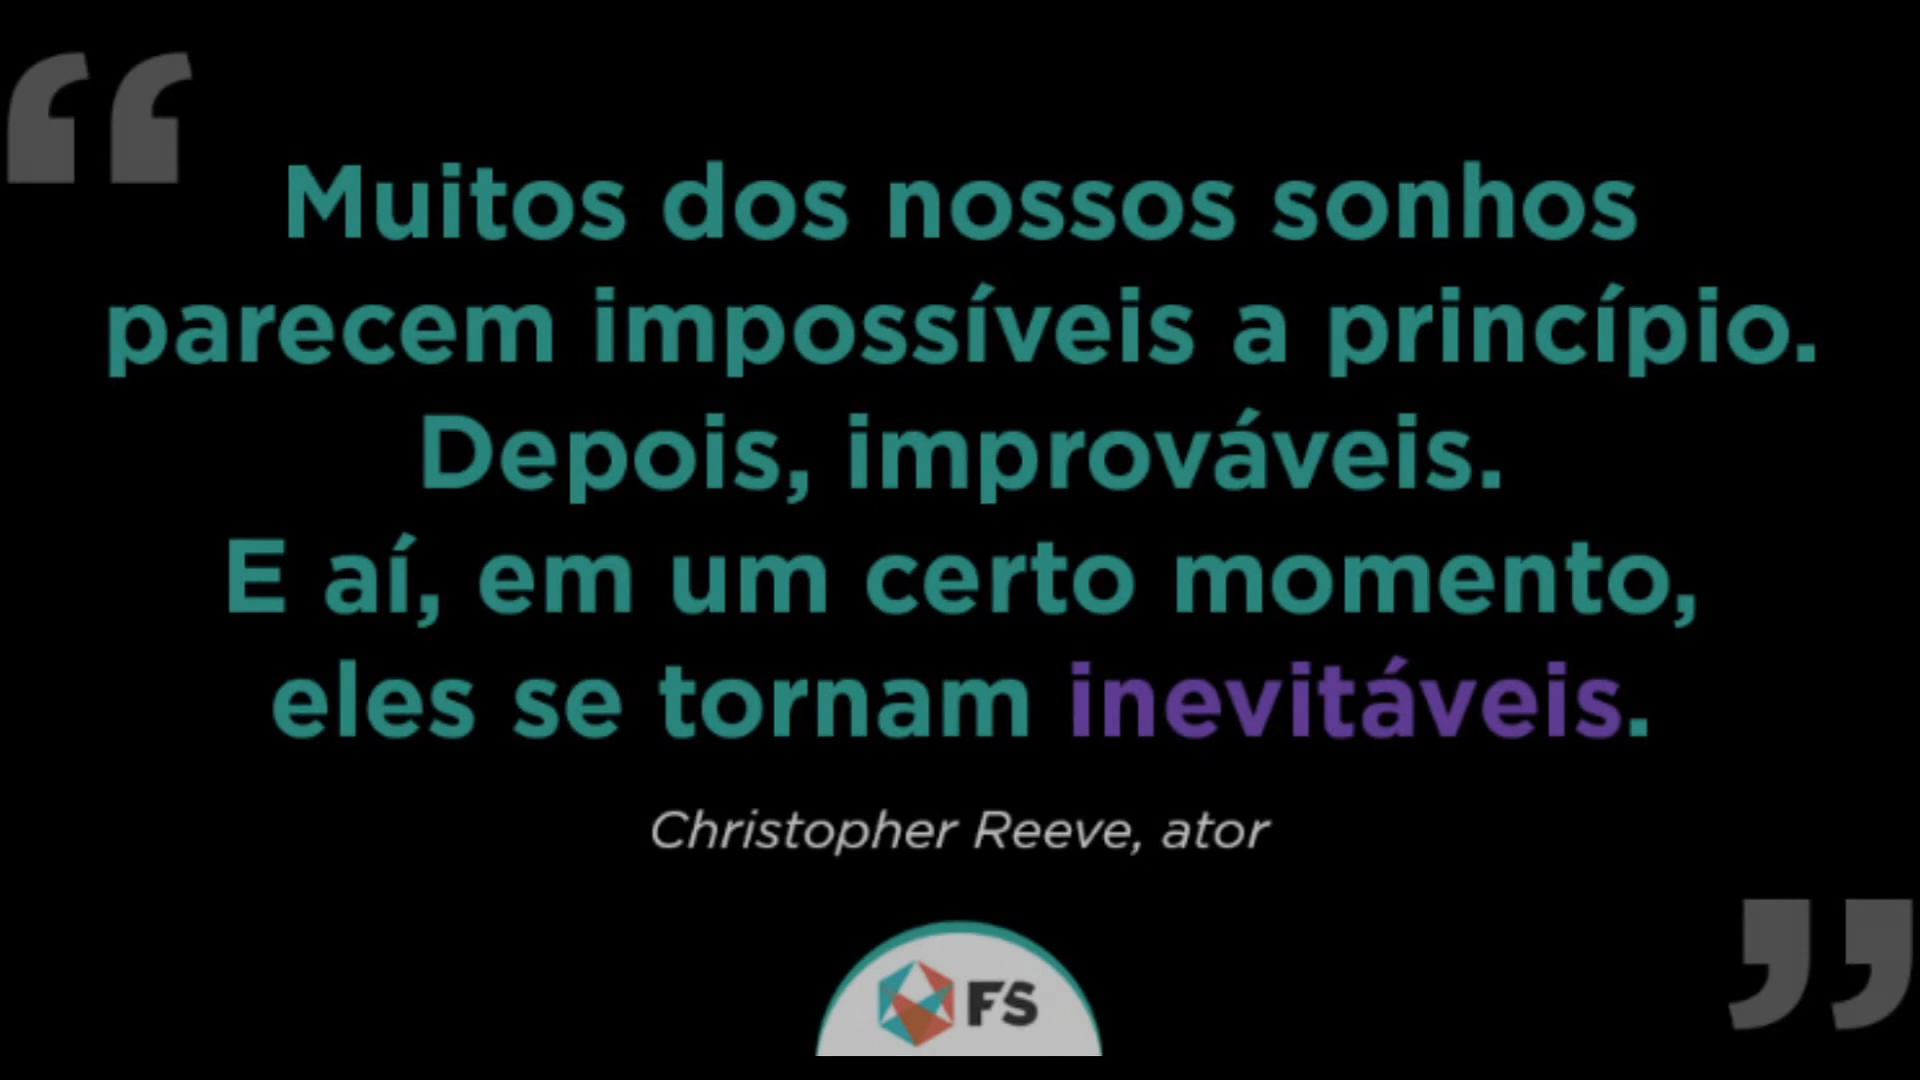 “
Muitos dos nossos sonhos
parecem impossíveis a princípio.
Depois, improváveis.
E aí, em um certo momento,
eles se tornam inevitáveis.
Christopher Reeve, ator
”
FS